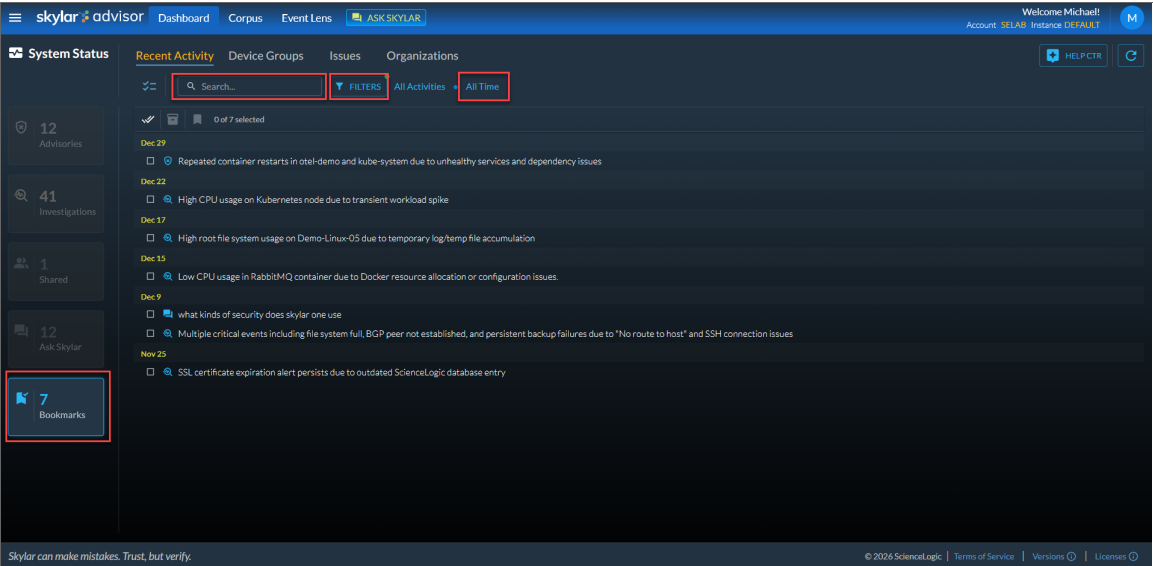 skylar advisor Dashboard Corpus Event Lens ASK SKYLAR
Welcome Michael!
Account SELAB Instance DEFAULT
M
System Status
Recent Activity Device Groups Issues Organizations
HELP CTR
Search... FILTERS All Activities • All Time
0 of 7 selected
12
Advisories
41
Investigations
1
Shared
12
Ask Skylar
7
Bookmarks
Dec 29
Repeated container restarts in otel-demo and kube-system due to unhealthy services and dependency issues
Dec 22
High CPU usage on Kubernetes node due to transient workload spike
Dec 17
High root file system usage on Demo-Linux-05 due to temporary log/temp file accumulation
Dec 15
Low CPU usage in RabbitMQ container due to Docker resource allocation or configuration issues.
Dec 9
what kinds of security does skylar one use
Multiple critical events including file system full, BGP peer not established, and persistent backup failures due to "No route to host" and SSH connection issues
Nov 25
SSL certificate expiration alert persists due to outdated ScienceLogic database entry
Skylar can make mistakes. Trust, but verify.
© 2026 ScienceLogic | Terms of Service | Versions | Licenses